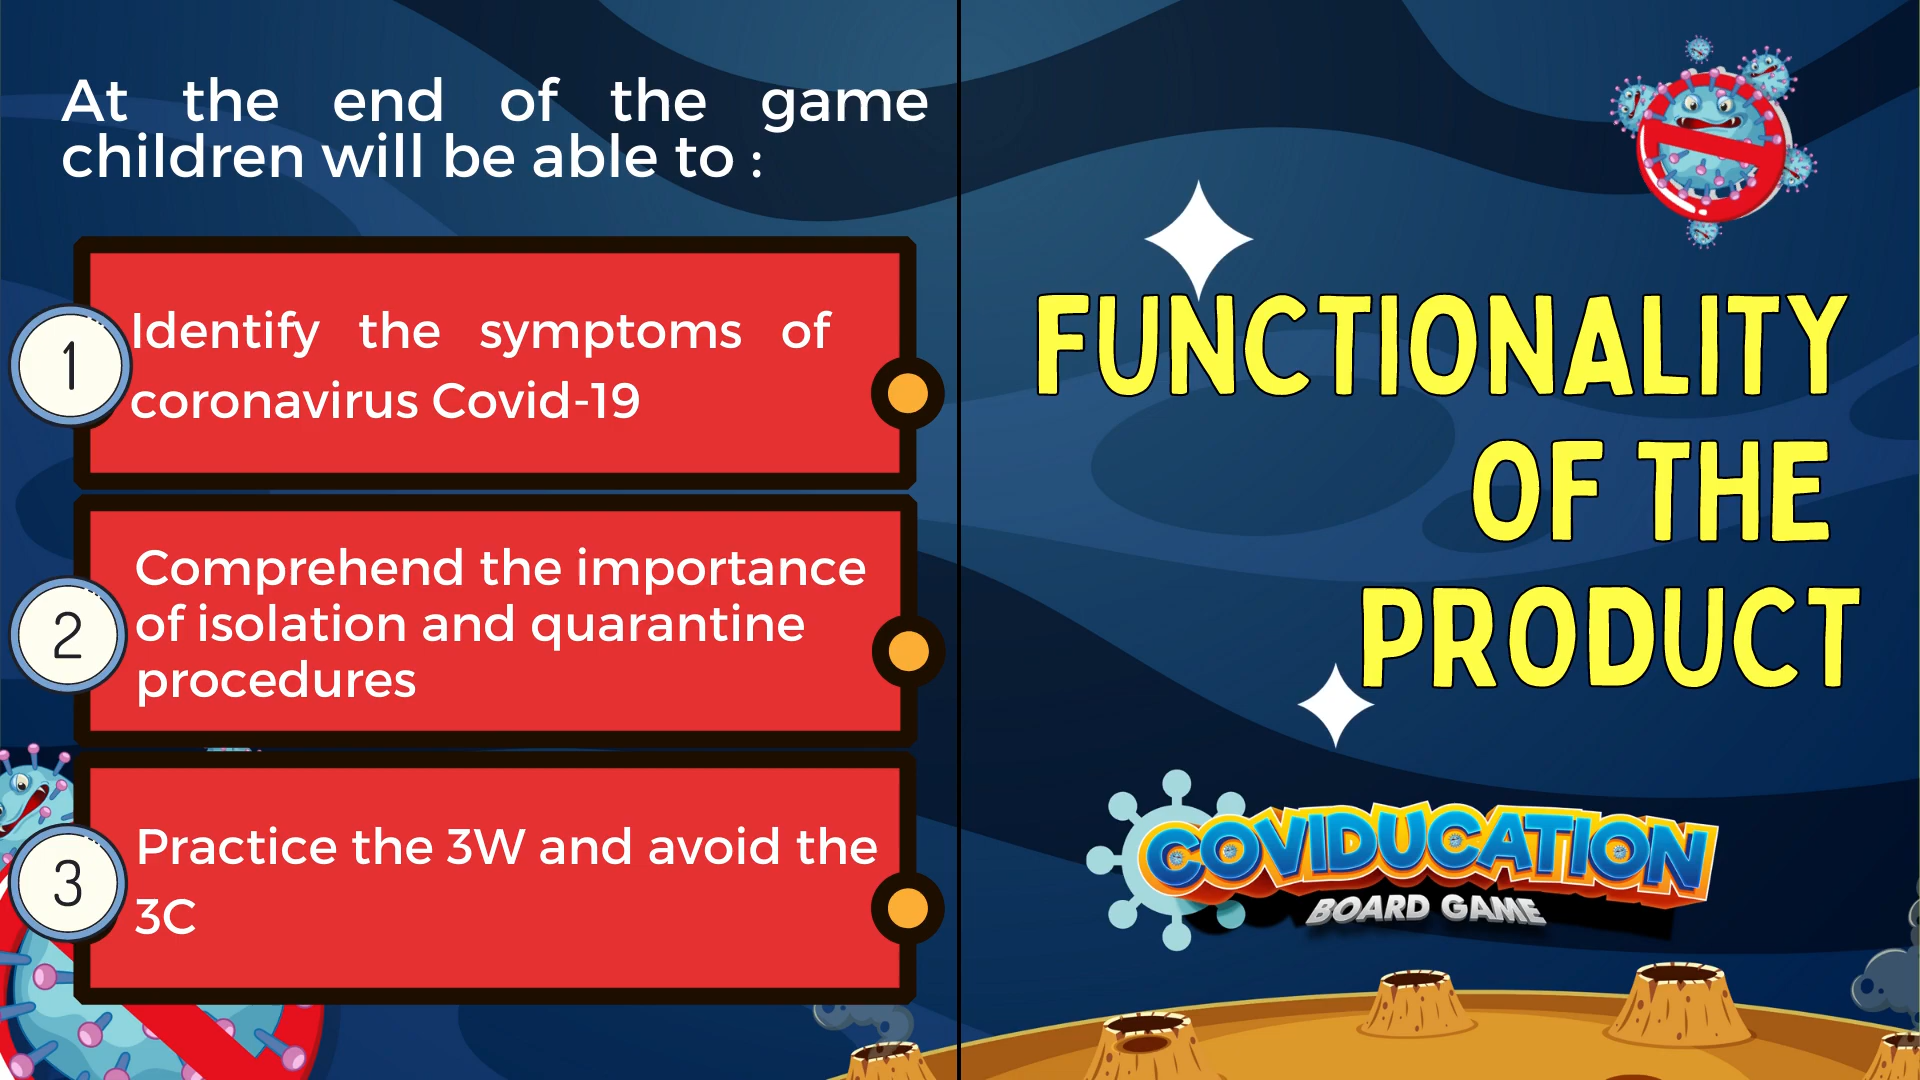 At the end of the game
children will be able to :
1
Identify the symptoms of
coronavirus Covid-19
2
Comprehend the importance
of isolation and quarantine
procedures
3
Practice the 3W and avoid the
3C
FUNCTIONALITY
OF THE
PRODUCT
COVIDUCATION
BOARD GAME